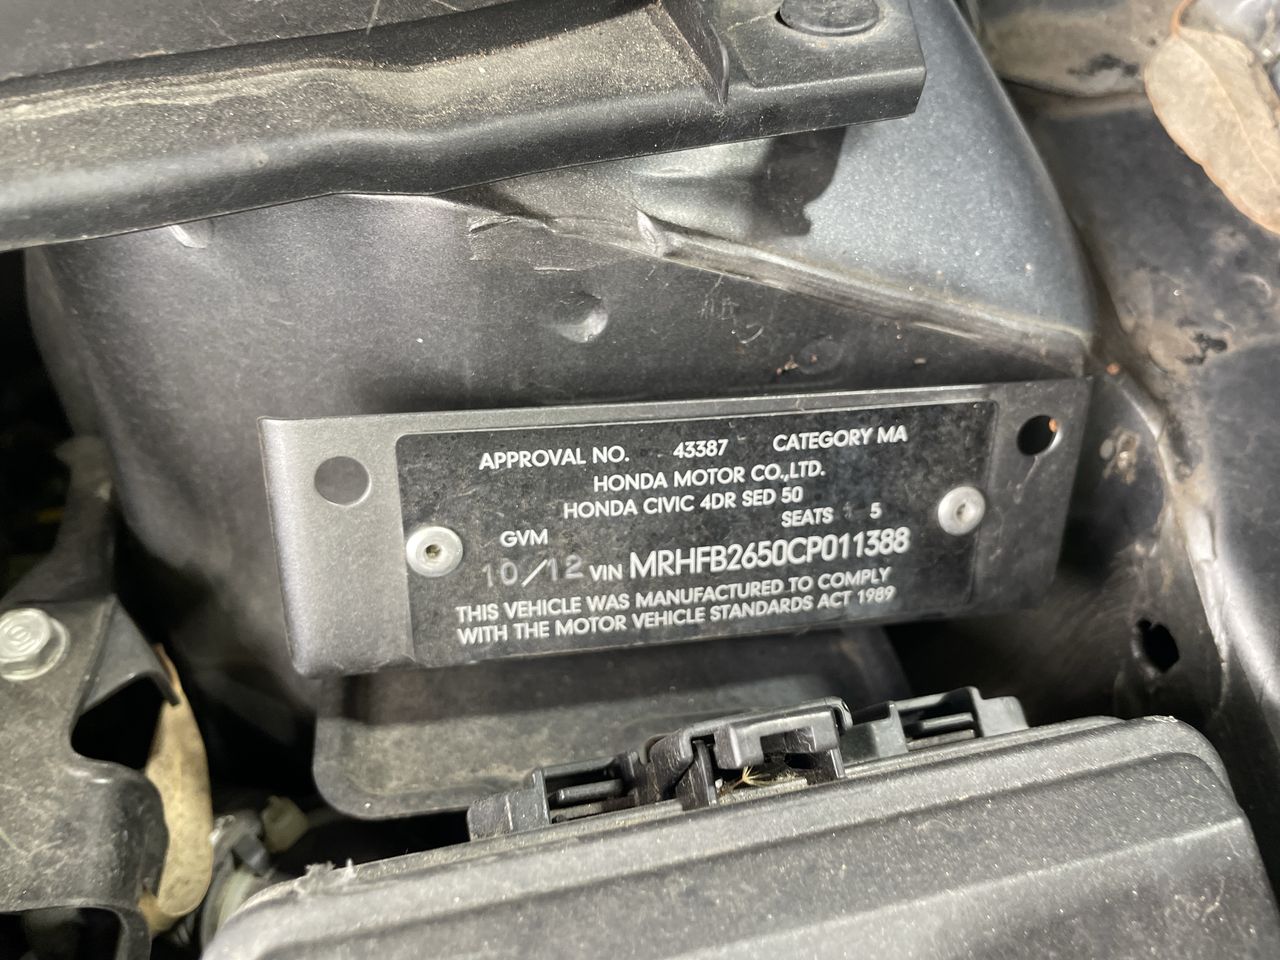 APPROVAL NO. 43387 CATEGORY MA
HONDA MOTOR CO.,LTD.
HONDA CIVIC 4DR SED 50
GVM SEATS 5
10/12 VIN MRHFB2650CP011388
THIS VEHICLE WAS MANUFACTURED TO COMPLY
WITH THE MOTOR VEHICLE STANDARDS ACT 1989